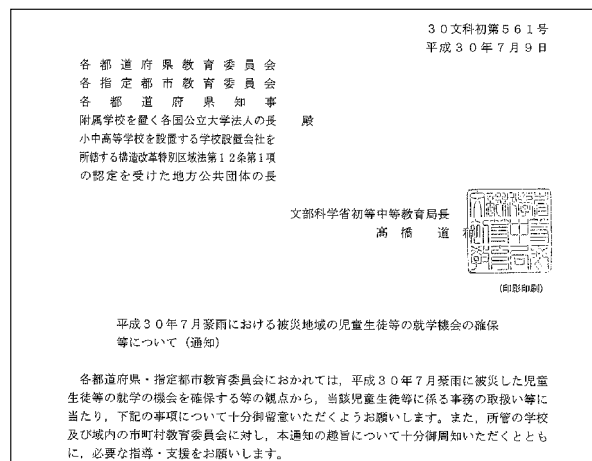 30文科初第561号
平成30年7月9日
各都道府県教育委員会
各指定都市教育委員会
各都道府県知事
附属学校を置く各国公立大学法人の長 殿
小中高等学校を設置する学校設置会社を
所轄する構造改革特別区域法第12条第1項
の認定を受けた地方公共団体の長
文部科学省初等中等教育局長
髙橋道
(印影印刷)
平成30年7月豪雨における被災地域の児童生徒等の就学機会の確保
等について(通知)
各都道府県・指定都市教育委員会におかれては,平成30年7月豪雨に被災した児童
生徒等の就学の機会を確保する等の観点から,当該児童生徒等に係る事務の取扱い等に
当たり,下記の事項について十分御留意いただくようお願いします。また,所管の学校
及び域内の市町村教育委員会に対し,本通知の趣旨について十分御周知いただくととも
に,必要な指導・支援をお願いします。